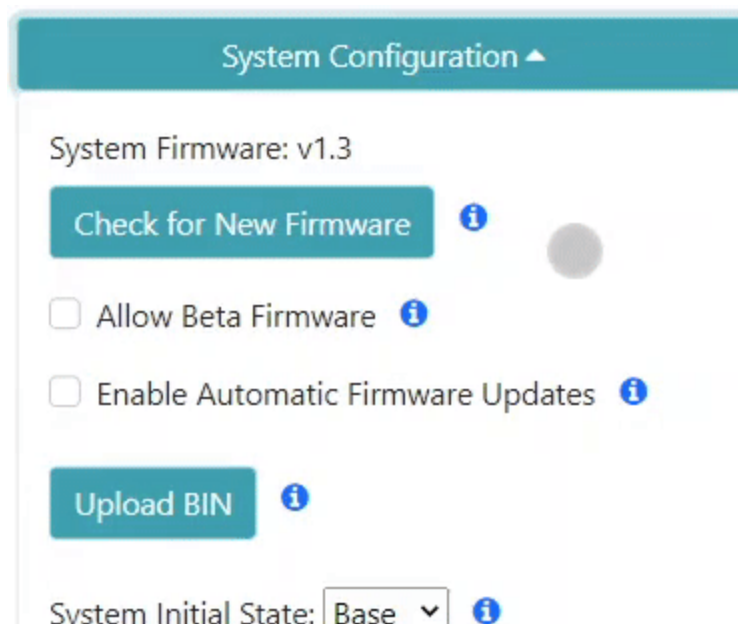 System Configuration
System Firmware: v1.3
Check for New Firmware
Allow Beta Firmware
Enable Automatic Firmware Updates
Upload BIN
System Initial State: Base